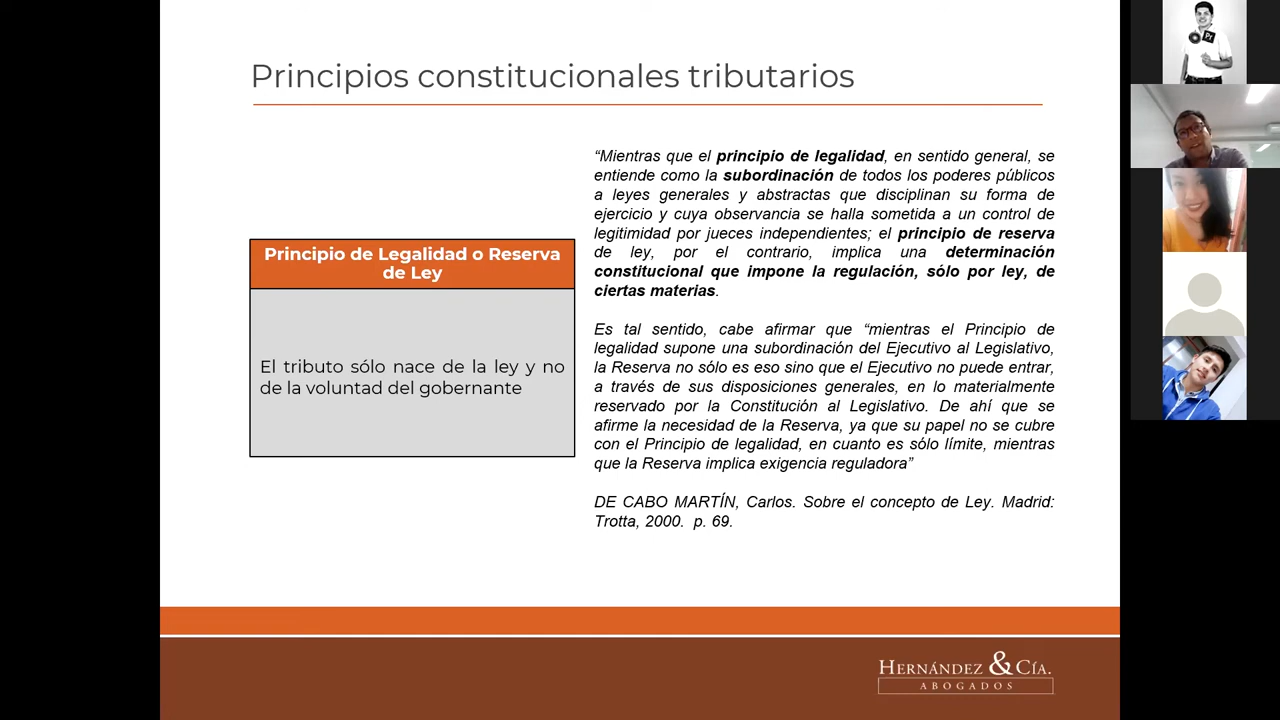 Principios constitucionales tributarios
Principio de Legalidad o Reserva
de Ley
El tributo sólo nace de la ley y no
de la voluntad del gobernante
“Mientras que el principio de legalidad, en sentido general, se
entiende como la subordinación de todos los poderes públicos
a leyes generales y abstractas que disciplinan su forma de
ejercicio y cuya observancia se halla sometida a un control de
legitimidad por jueces independientes; el principio de reserva
de ley, por el contrario, implica una determinación
constitucional que impone la regulación, sólo por ley, de
ciertas materias.
Es tal sentido, cabe afirmar que “mientras el Principio de
legalidad supone una subordinación del Ejecutivo al Legislativo,
la Reserva no sólo es eso sino que el Ejecutivo no puede entrar,
a través de sus disposiciones generales, en lo materialmente
reservado por la Constitución al Legislativo. De ahí que se
afirme la necesidad de la Reserva, ya que su papel no se cubre
con el Principio de legalidad, en cuanto es sólo límite, mientras
que la Reserva implica exigencia reguladora”
DE CABO MARTÍN, Carlos. Sobre el concepto de Ley. Madrid:
Trotta, 2000. p. 69.
HERNÁNDEZ & CÍA.
ABOGADOS
Pr